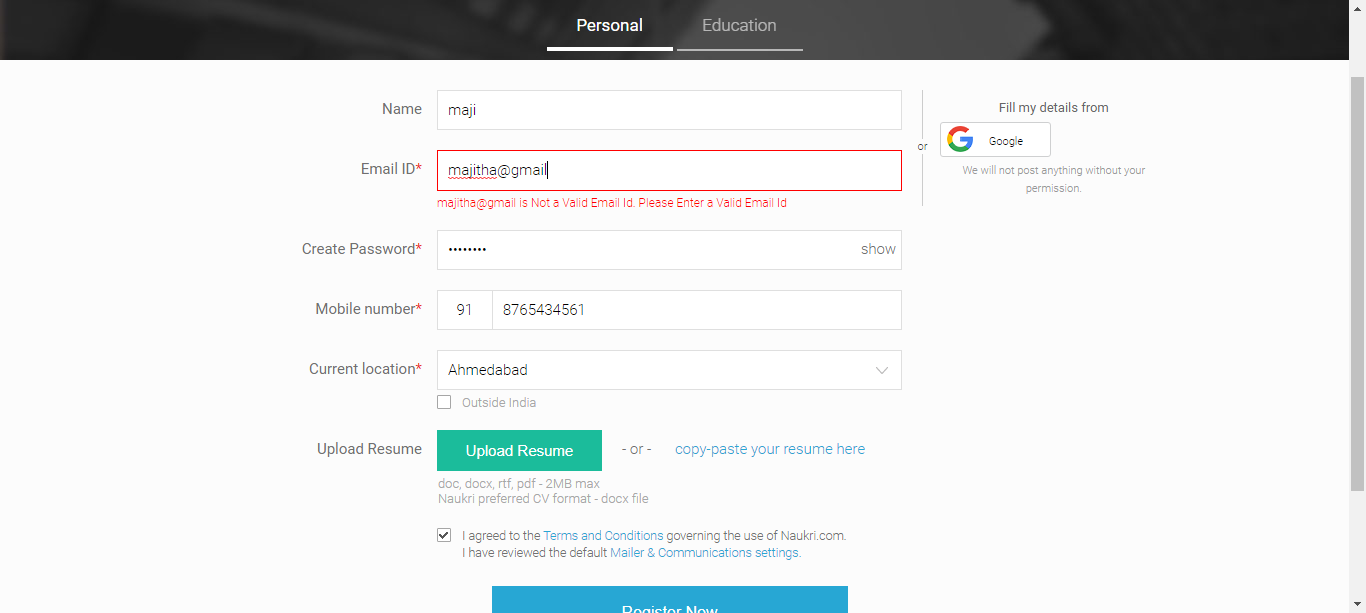 Personal Education
Name maji
Email ID* majitha@gmail
majitha@gmail is Not a Valid Email Id. Please Enter a Valid Email Id
Create Password* •••••••• show
Mobile number* 91 8765434561
Current location* Ahmedabad
Outside India
Upload Resume Upload Resume - or - copy-paste your resume here
doc, docx, rtf, pdf - 2MB max
Naukri preferred CV format - docx file
I agreed to the Terms and Conditions governing the use of Naukri.com.
I have reviewed the default Mailer & Communications settings.
Register Now
or
Fill my details from
Google
We will not post anything without your
permission.